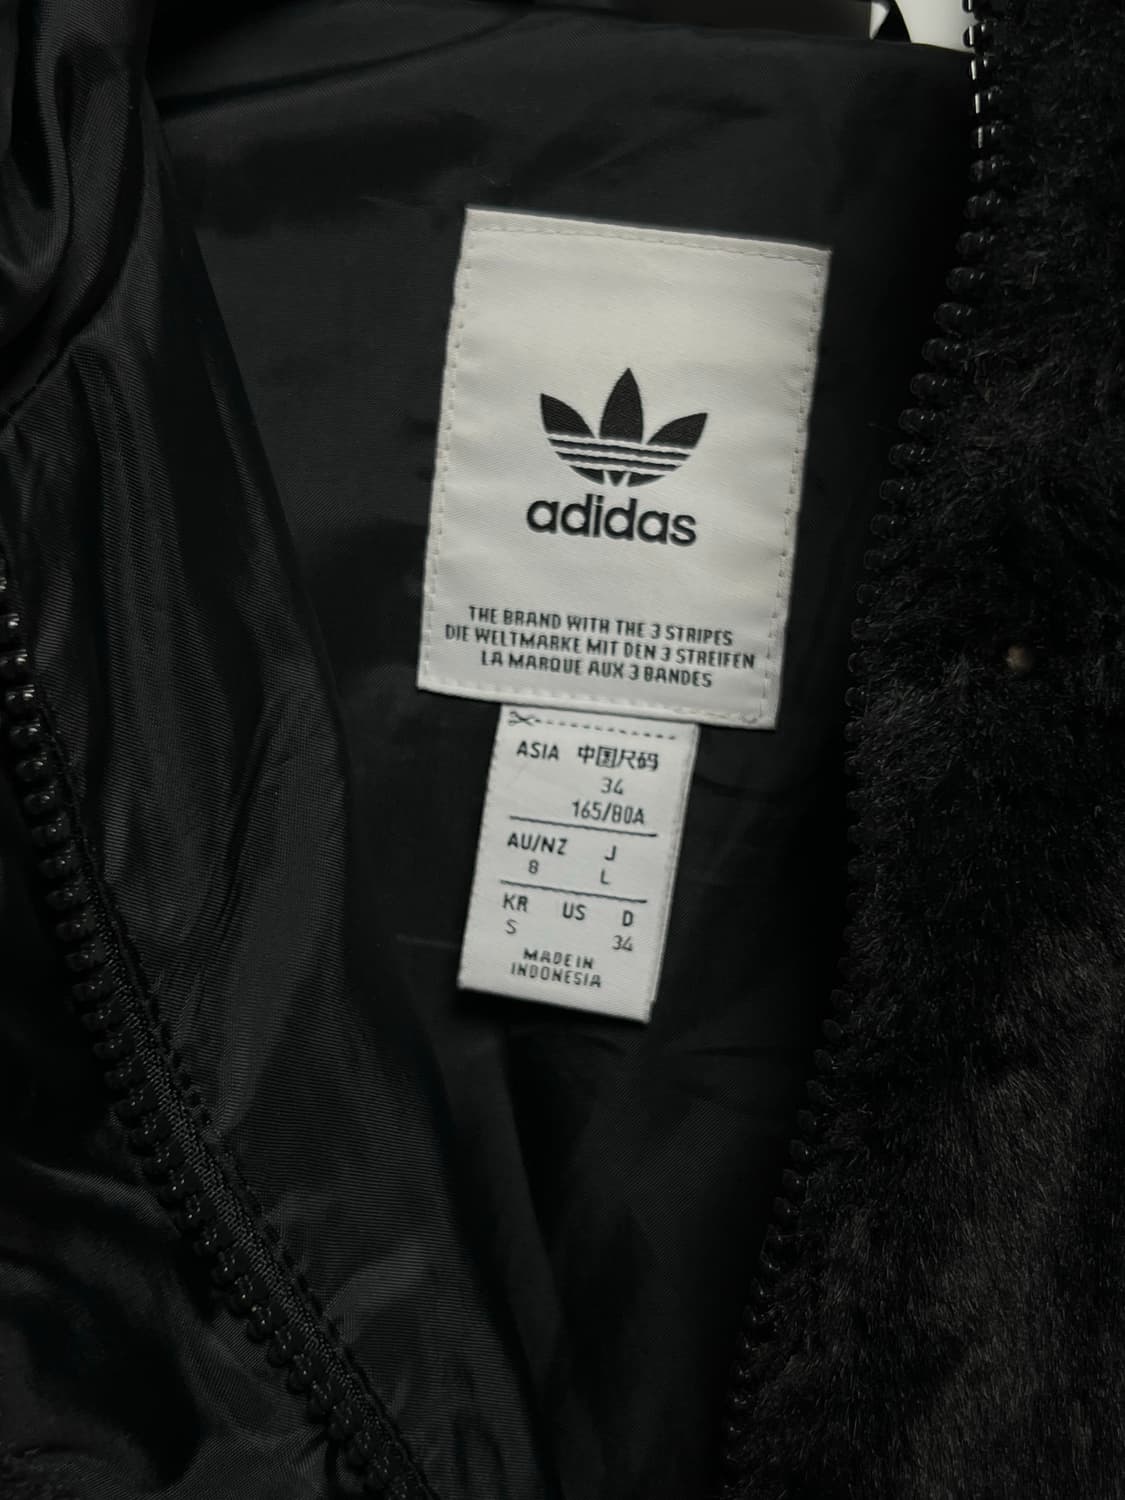 adidas
THE BRAND WITH THE 3 STRIPES
DIE WELTMARKE MIT DEN 3 STREIFEN
LA MARQUE AUX 3 BANDES
ASIA 中国尺码
34
165/80A
AU/NZ J
8 L
KR US D
S 34
MADE IN
INDONESIA